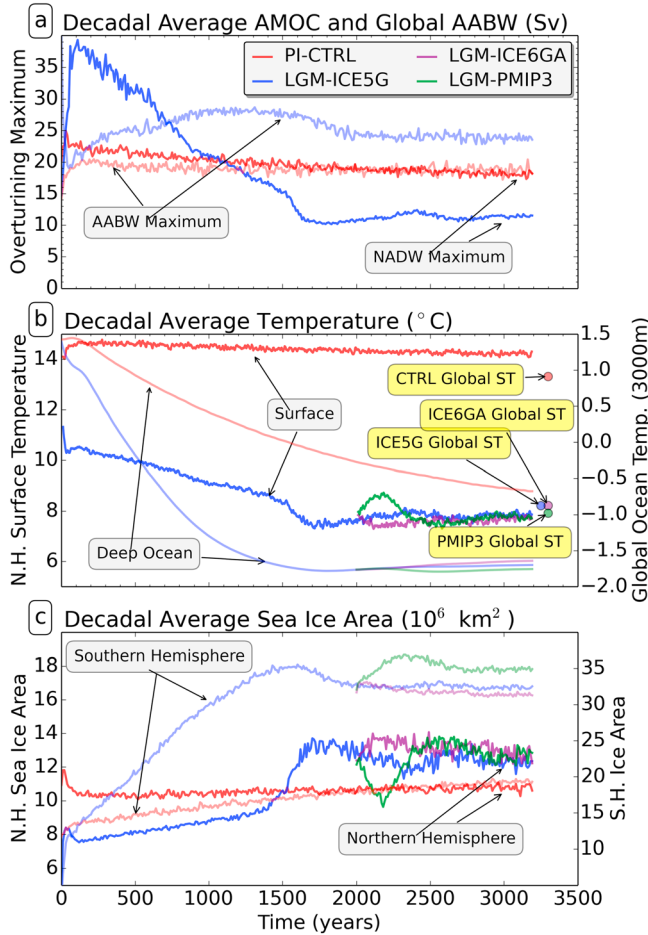 a
Decadal Average AMOC and Global AABW (Sv)
PI-CTRL
LGM-ICE5G
LGM-ICE6GA
LGM-PMIP3
Overturining Maximum
35
30
25
20
15
10
5
0
AABW Maximum
NADW Maximum
b
Decadal Average Temperature (°C)
N.H. Surface Temperature
14
12
10
8
6
1.5
1.0
0.5
0.0
−0.5
−1.0
−1.5
−2.0
Global Ocean Temp. (3000m)
CTRL Global ST
ICE6GA Global ST
ICE5G Global ST
PMIP3 Global ST
Surface
Deep Ocean
c
Decadal Average Sea Ice Area (10⁶ km²)
N.H. Sea Ice Area
18
16
14
12
10
8
6
35
30
25
20
15
10
S.H. Ice Area
Southern Hemisphere
Northern Hemisphere
0 500 1000 1500 2000 2500 3000 3500
Time (years)